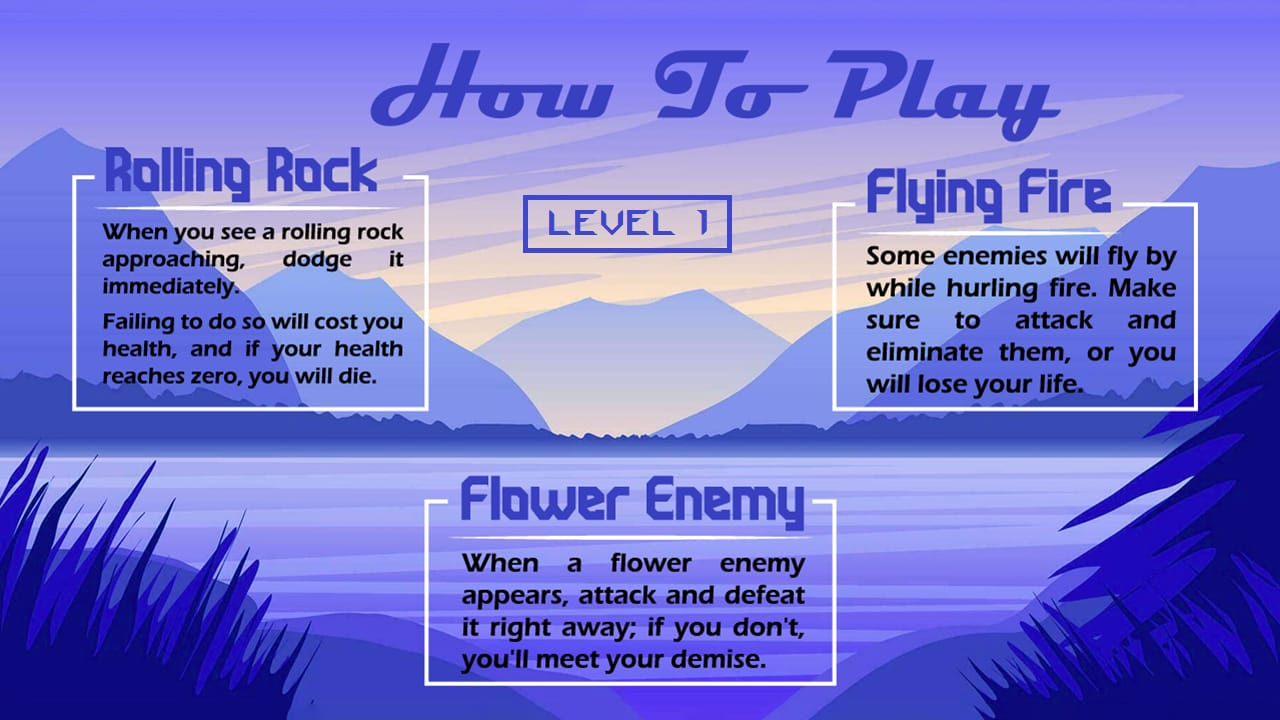 How To Play
Rolling Rock
When you see a rolling rock
approaching, dodge it
immediately.
Failing to do so will cost you
health, and if your health
reaches zero, you will die.
LEVEL 1
Flying Fire
Some enemies will fly by
while hurling fire. Make
sure to attack and
eliminate them, or you
will lose your life.
Flower Enemy
When a flower enemy
appears, attack and defeat
it right away; if you don't,
you'll meet your demise.